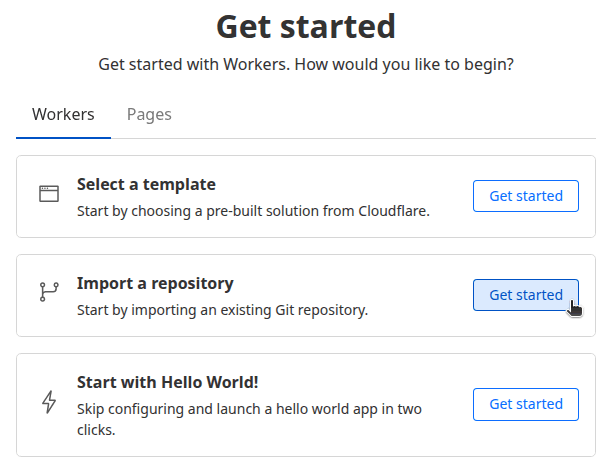 Get started
Get started with Workers. How would you like to begin?
Workers
Pages
Select a template
Start by choosing a pre-built solution from Cloudflare.
Get started
Import a repository
Start by importing an existing Git repository.
Get started
Start with Hello World!
Skip configuring and launch a hello world app in two
clicks.
Get started